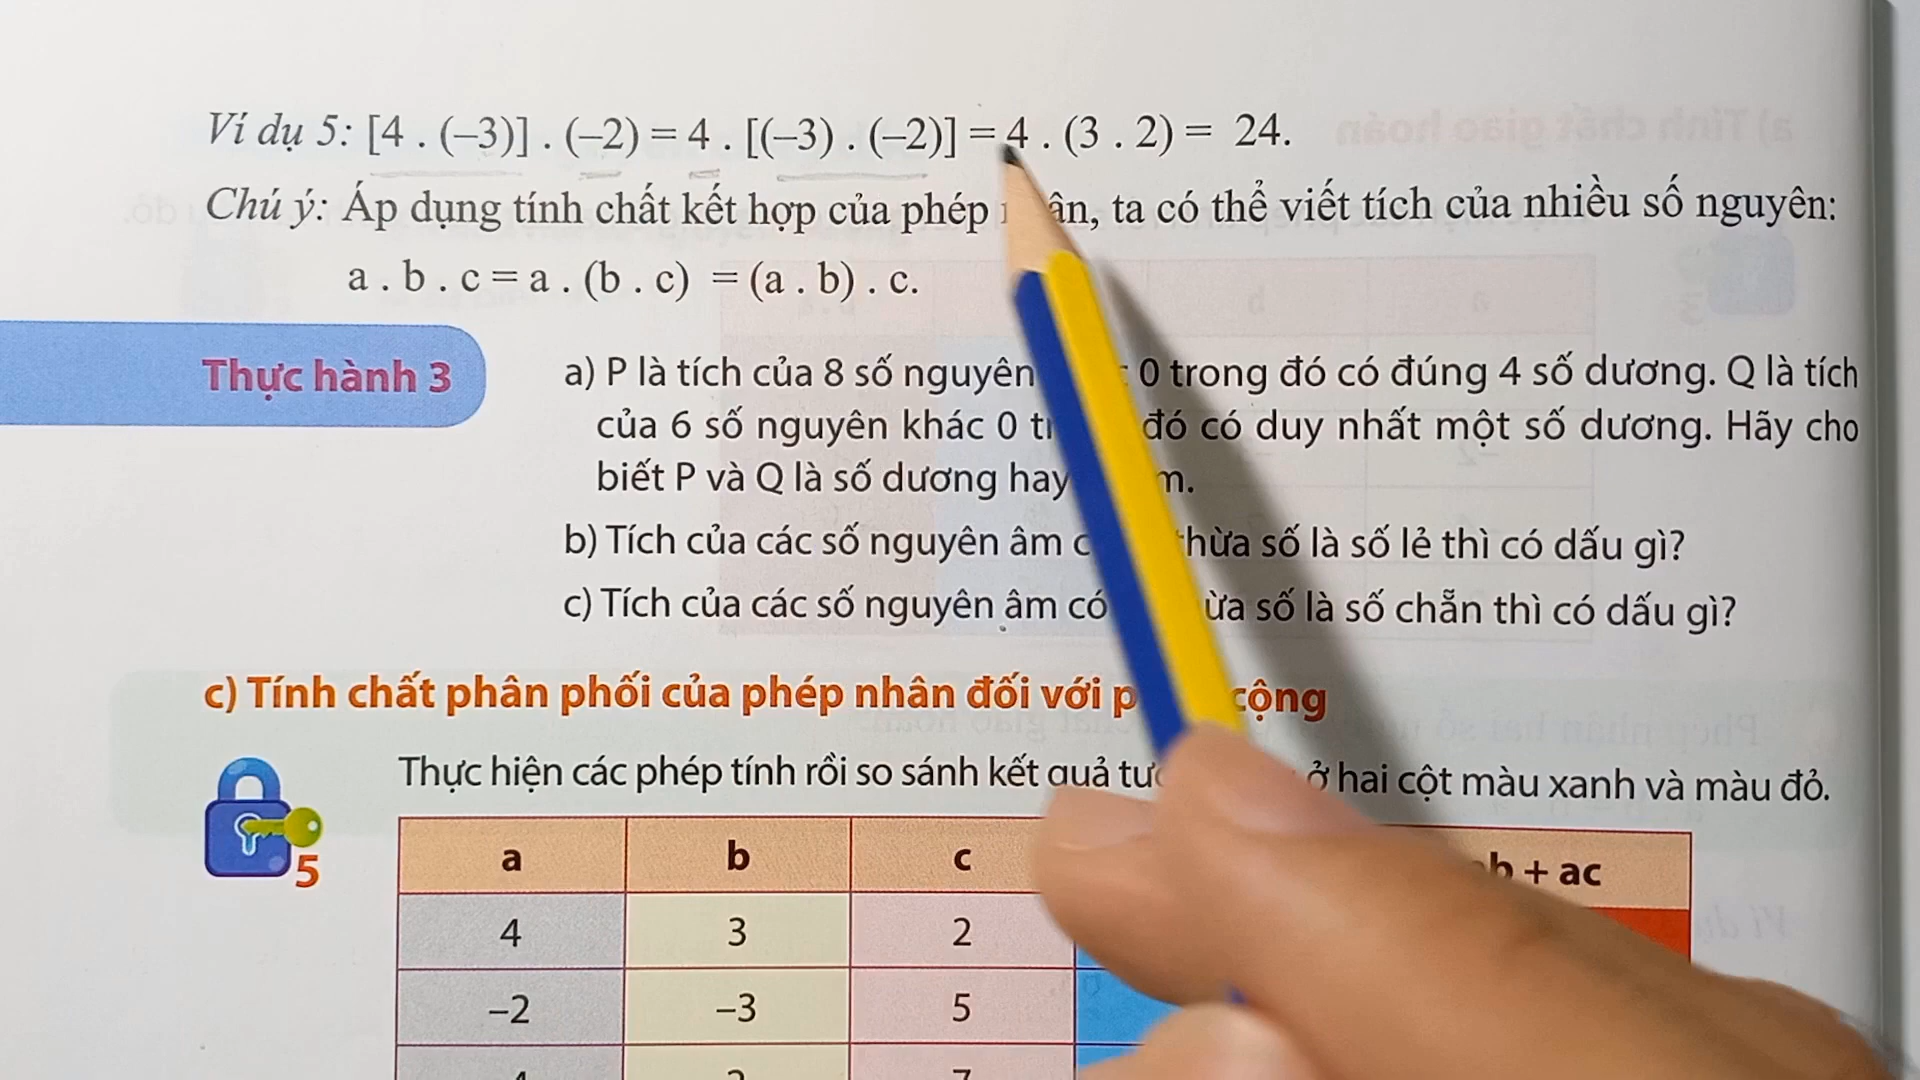 Ví dụ 5: [4 . (–3)] . (–2) = 4 . [(–3) . (–2)] = 4 . (3 . 2) = 24.
Chú ý: Áp dụng tính chất kết hợp của phép ân, ta có thể viết tích của nhiều số nguyên:
a . b . c = a . (b . c) = (a . b) . c.
Thực hành 3
a) P là tích của 8 số nguyên 0 trong đó có đúng 4 số dương. Q là tích
của 6 số nguyên khác 0 đó có duy nhất một số dương. Hãy cho
biết P và Q là số dương hay m.
b) Tích của các số nguyên âm thừa số là số lẻ thì có dấu gì?
c) Tích của các số nguyên âm có ừa số là số chẵn thì có dấu gì?
c) Tính chất phân phối của phép nhân đối với p cộng
Thực hiện các phép tính rồi so sánh kết quả ở hai cột màu xanh và màu đỏ.
5
a b c b + ac
4 3 2
–2 –3 5